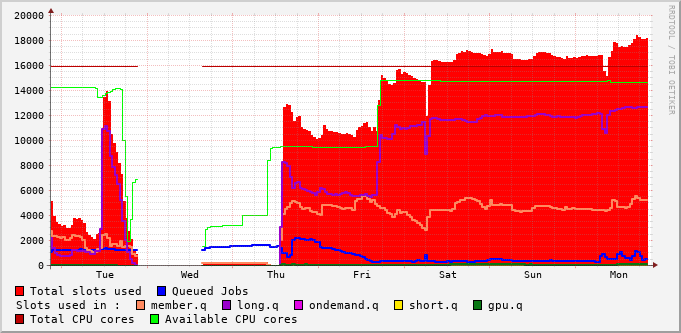 20000
18000
16000
14000
12000
10000
8000
6000
4000
2000
0
Tue Wed Thu Fri Sat Sun Mon
RRDTOOL / TOBI OETIKER
Total slots used Queued Jobs
Slots used in : member.q long.q ondemand.q short.q gpu.q
Total CPU cores Available CPU cores